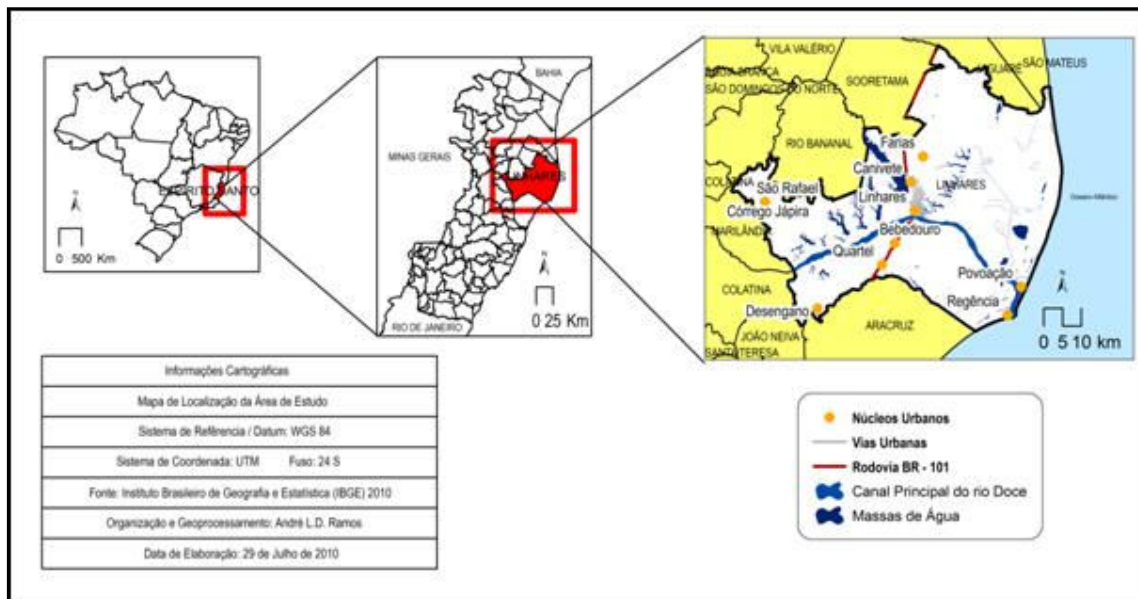 ESPÍRITO SANTO
0 500 Km
N
BAHIA
MINAS GERAIS
LINHARES
RIO DE JANEIRO
N
0 25 Km
VILA VALÉRIO
SÃO MATEUS
JAGUARÉ
SOORETAMA
SÃO DOMINGOS DO NORTE
RIO BANANAL
Farias
Canivete
COLATINA
São Rafael
LINHARES
Linhares
Córrego Jápira
MARILÂNDIA
Bebedouro
Quartel
Povoação
COLATINA
Regência
Desengano
ARACRUZ
JOÃO NEIVA
SANTA TERESA
N
0 5 10 km
Informações Cartográficas
Mapa de Localização da Área de Estudo
Sistema de Refêrencia / Datum: WGS 84
Sistema de Coordenada: UTM Fuso: 24 S
Fonte: Instituto Brasileiro de Geografia e Estatística (IBGE) 2010
Organização e Geoprocessamento: André L.D. Ramos
Data de Elaboração: 29 de Julho de 2010
Núcleos Urbanos
Vias Urbanas
Rodovia BR - 101
Canal Principal do rio Doce
Massas de Água